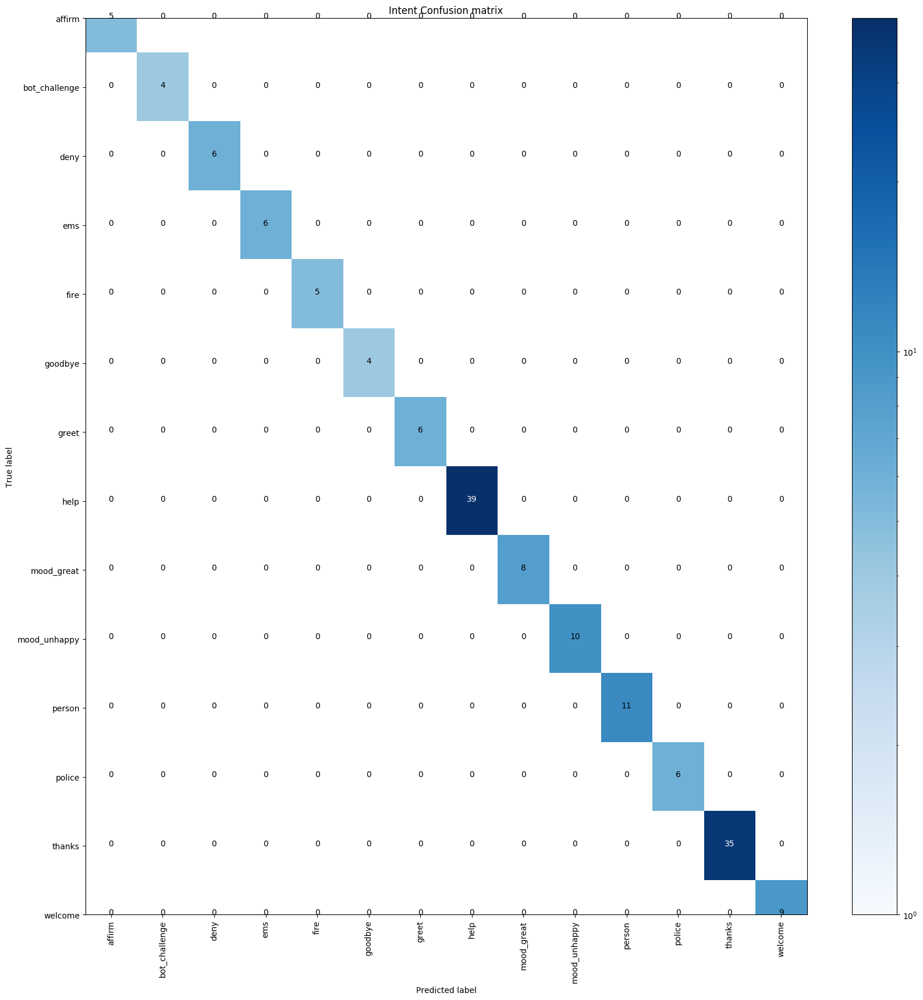 Intent Confusion matrix
affirm 5 0 0 0 0 0 0 0 0 0 0 0 0 0
bot_challenge 0 4 0 0 0 0 0 0 0 0 0 0 0 0
deny 0 0 6 0 0 0 0 0 0 0 0 0 0 0
ems 0 0 0 6 0 0 0 0 0 0 0 0 0 0
fire 0 0 0 0 5 0 0 0 0 0 0 0 0 0
goodbye 0 0 0 0 0 4 0 0 0 0 0 0 0 0
greet 0 0 0 0 0 0 6 0 0 0 0 0 0 0
help 0 0 0 0 0 0 0 39 0 0 0 0 0 0
mood_great 0 0 0 0 0 0 0 0 8 0 0 0 0 0
mood_unhappy 0 0 0 0 0 0 0 0 0 10 0 0 0 0
person 0 0 0 0 0 0 0 0 0 0 11 0 0 0
police 0 0 0 0 0 0 0 0 0 0 0 6 0 0
thanks 0 0 0 0 0 0 0 0 0 0 0 0 35 0
welcome 0 0 0 0 0 0 0 0 0 0 0 0 0 9
True label
affirm
bot_challenge
deny
ems
fire
goodbye
greet
help
mood_great
mood_unhappy
person
police
thanks
welcome
Predicted label
10¹
10⁰